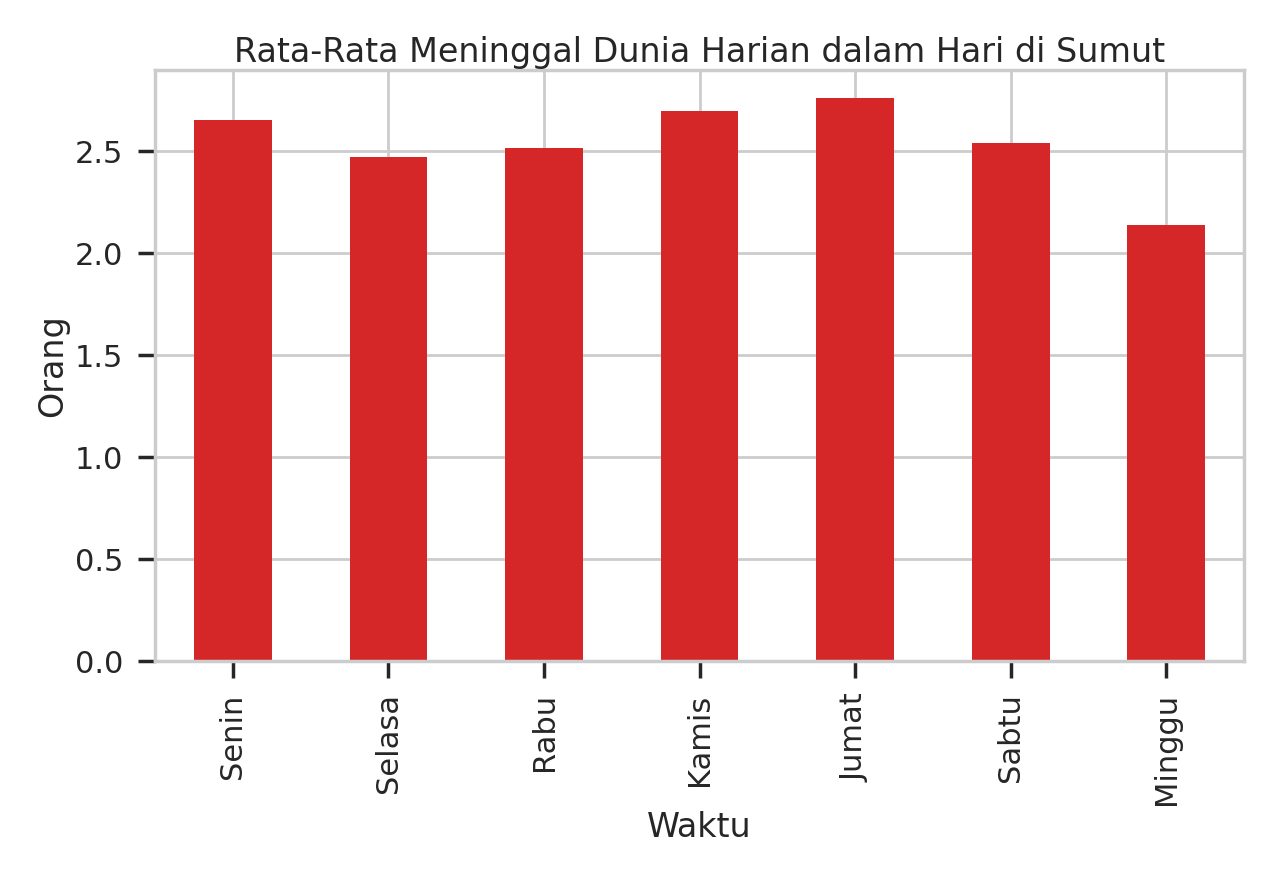 Rata-Rata Meninggal Dunia Harian dalam Hari di Sumut
Orang
2.5
2.0
1.5
1.0
0.5
0.0
Senin
Selasa
Rabu
Kamis
Jumat
Sabtu
Minggu
Waktu